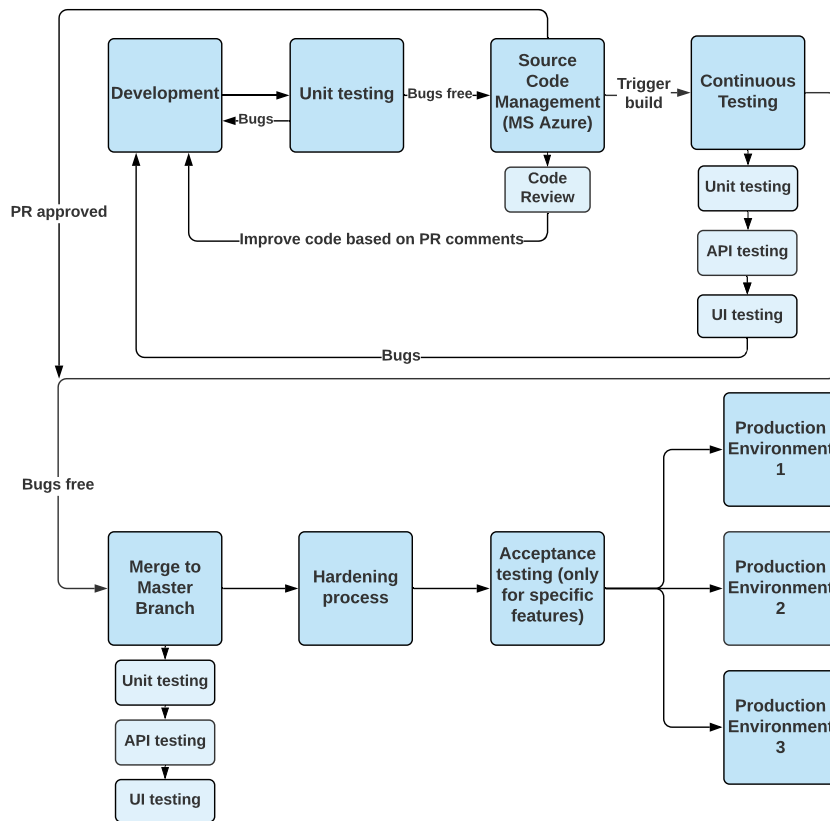 Development
Unit testing
Bugs free
Bugs
Source
Code
Management
(MS Azure)
Trigger
build
Continuous
Testing
Code
Review
Unit testing
PR approved
Improve code based on PR comments
API testing
UI testing
Bugs
Production
Environment
1
Bugs free
Merge to
Master
Branch
Hardening
process
Acceptance
testing (only
for specific
features)
Production
Environment
2
Unit testing
API testing
UI testing
Production
Environment
3